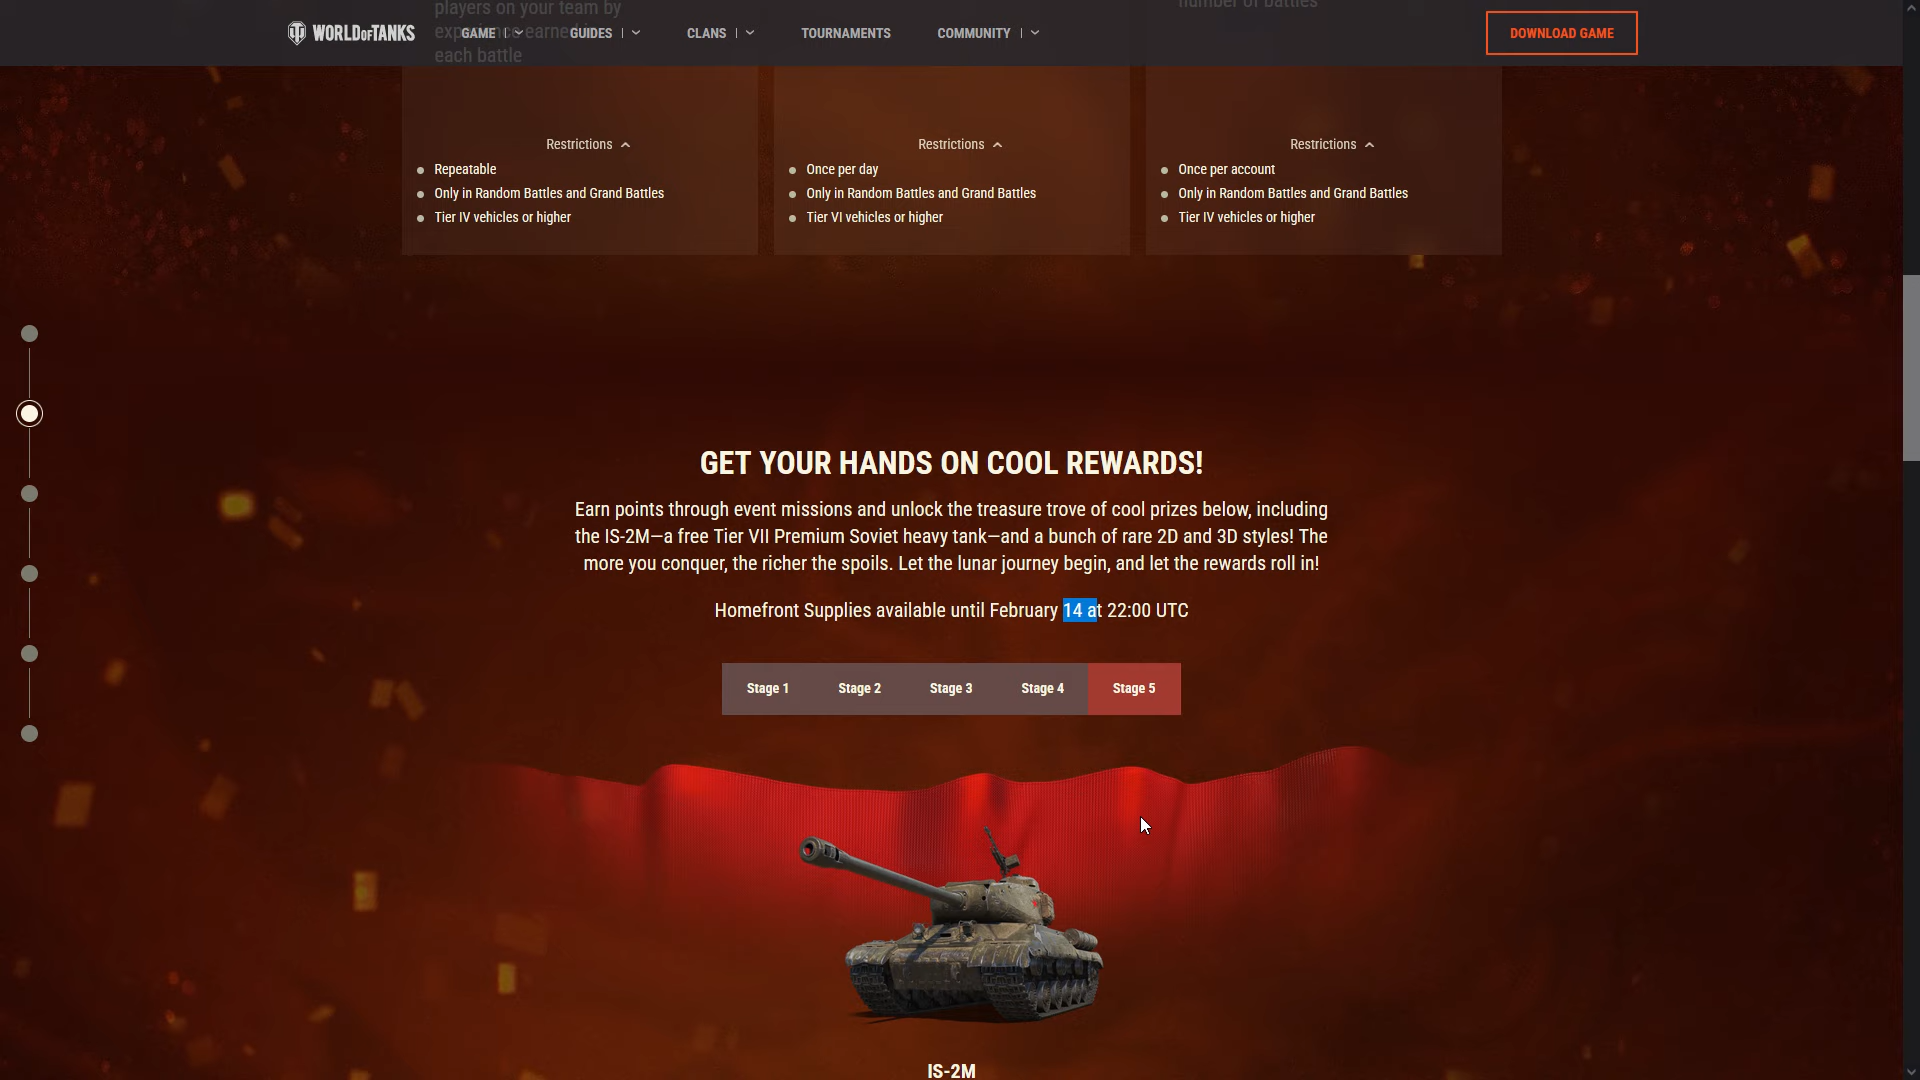 players on your team by
number of battles
WORLD OF TANKS
GAME
GUIDES
CLANS
TOURNAMENTS
COMMUNITY
DOWNLOAD GAME
experience earned in
each battle
Restrictions
Repeatable
Only in Random Battles and Grand Battles
Tier IV vehicles or higher
Restrictions
Once per day
Only in Random Battles and Grand Battles
Tier VI vehicles or higher
Restrictions
Once per account
Only in Random Battles and Grand Battles
Tier IV vehicles or higher
GET YOUR HANDS ON COOL REWARDS!
Earn points through event missions and unlock the treasure trove of cool prizes below, including
the IS-2M—a free Tier VII Premium Soviet heavy tank—and a bunch of rare 2D and 3D styles! The
more you conquer, the richer the spoils. Let the lunar journey begin, and let the rewards roll in!
Homefront Supplies available until February 14 at 22:00 UTC
Stage 1
Stage 2
Stage 3
Stage 4
Stage 5
IS-2M